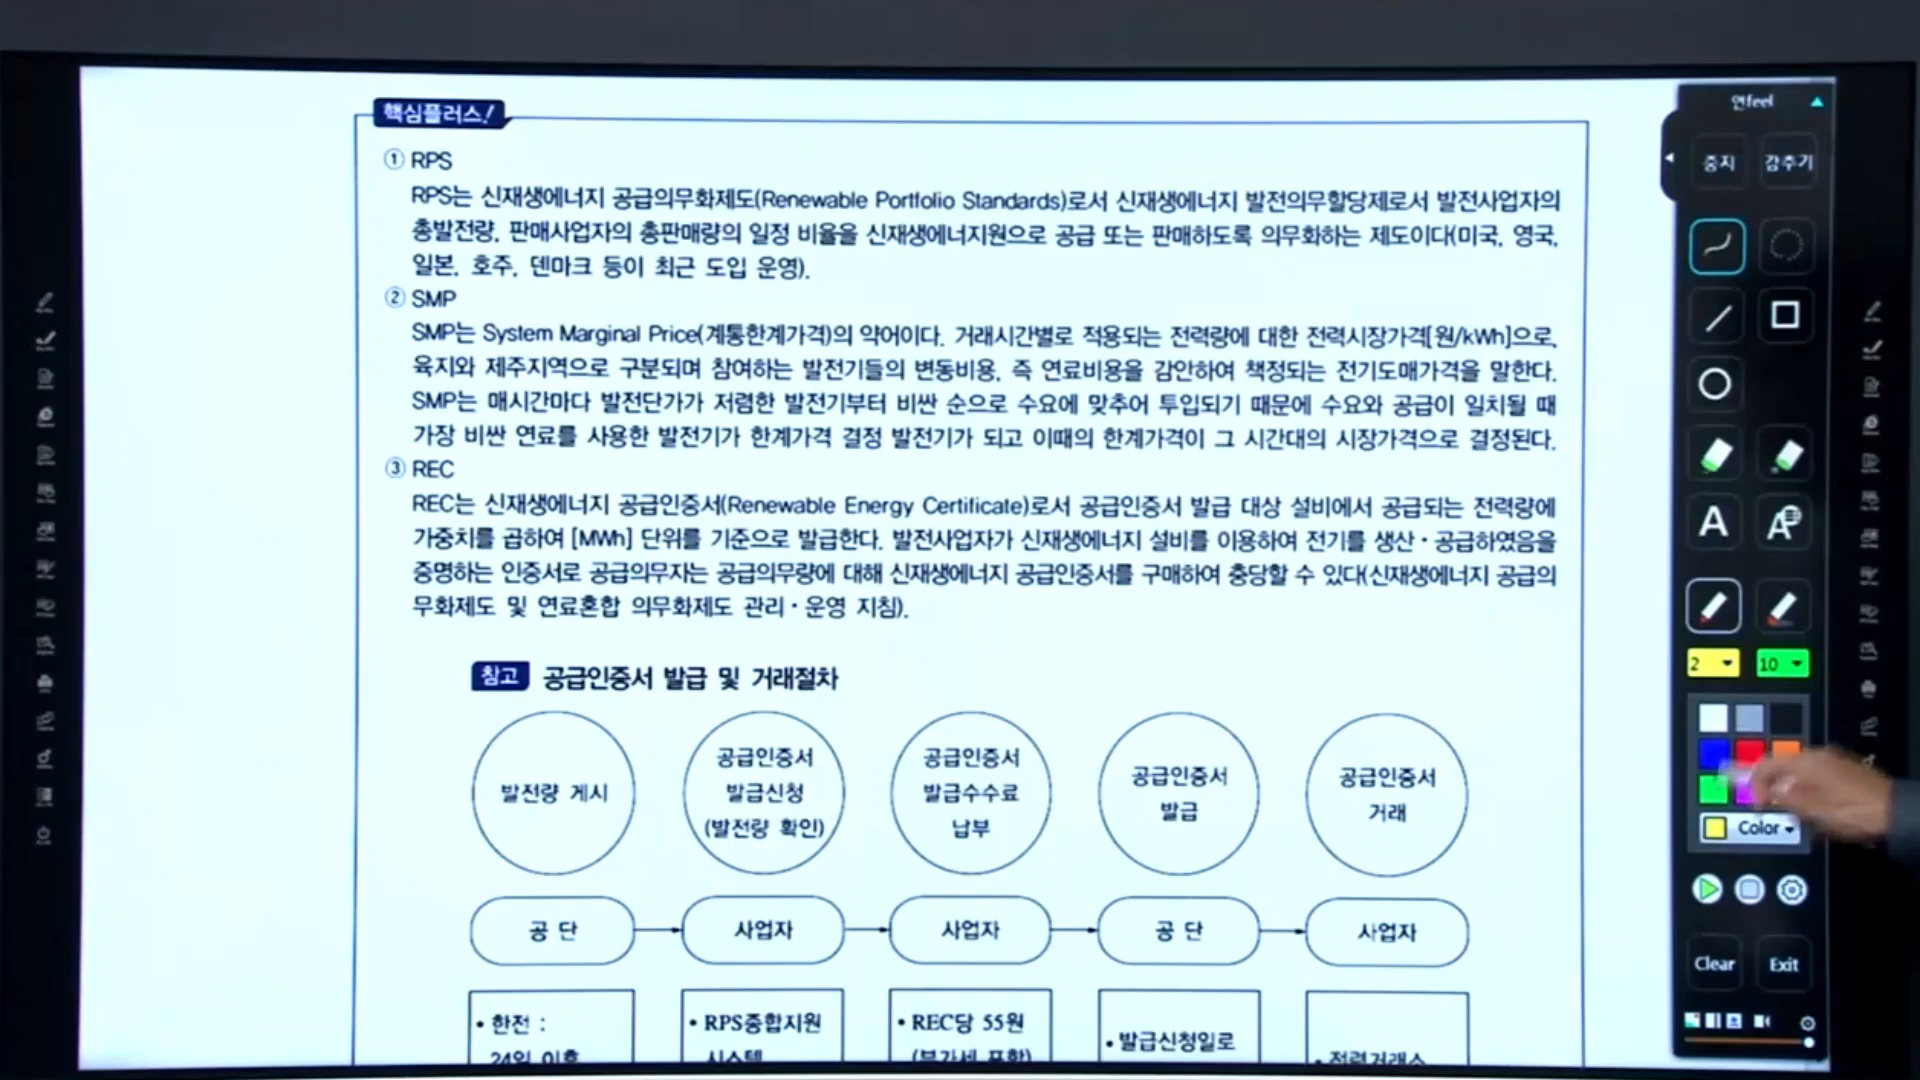 핵심플러스!
① RPS
RPS는 신재생에너지 공급의무화제도(Renewable Portfolio Standards)로서 신재생에너지 발전의무할당제로서 발전사업자의
총발전량, 판매사업자의 총판매량의 일정 비율을 신재생에너지원으로 공급 또는 판매하도록 의무화하는 제도이다(미국, 영국,
일본, 호주, 덴마크 등이 최근 도입 운영).
② SMP
SMP는 System Marginal Price(계통한계가격)의 약어이다. 거래시간별로 적용되는 전력량에 대한 전력시장가격[원/kWh]으로,
육지와 제주지역으로 구분되며 참여하는 발전기들의 변동비용, 즉 연료비용을 감안하여 책정되는 전기도매가격을 말한다.
SMP는 매시간마다 발전단가가 저렴한 발전기부터 비싼 순으로 수요에 맞추어 투입되기 때문에 수요와 공급이 일치될 때
가장 비싼 연료를 사용한 발전기가 한계가격 결정 발전기가 되고 이때의 한계가격이 그 시간대의 시장가격으로 결정된다.
③ REC
REC는 신재생에너지 공급인증서(Renewable Energy Certificate)로서 공급인증서 발급 대상 설비에서 공급되는 전력량에
가중치를 곱하여 [MWh] 단위를 기준으로 발급한다. 발전사업자가 신재생에너지 설비를 이용하여 전기를 생산·공급하였음을
증명하는 인증서로 공급의무자는 공급의무량에 대해 신재생에너지 공급인증서를 구매하여 충당할 수 있다(신재생에너지 공급의
무화제도 및 연료혼합 의무화제도 관리·운영 지침).
참고 공급인증서 발급 및 거래절차
발전량 게시
공급인증서
발급신청
(발전량 확인)
공급인증서
발급수수료
납부
공급인증서
발급
공급인증서
거래
공 단
사업자
사업자
공 단
사업자
• 한전 :
24일 이후
• RPS종합지원
시스템
• REC당 55원
(부가세 포함)
• 발급신청일로
• 전력거래소
연feel
중지
감추기
A
A
2
10
Color
Clear
Exit